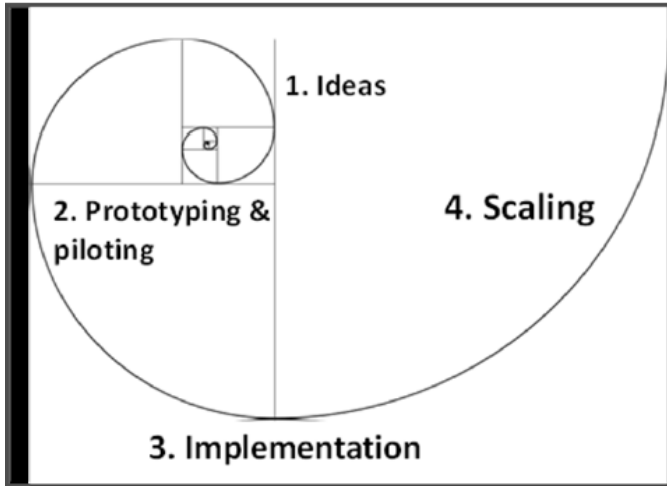 1. Ideas
2. Prototyping &
piloting
3. Implementation
4. Scaling